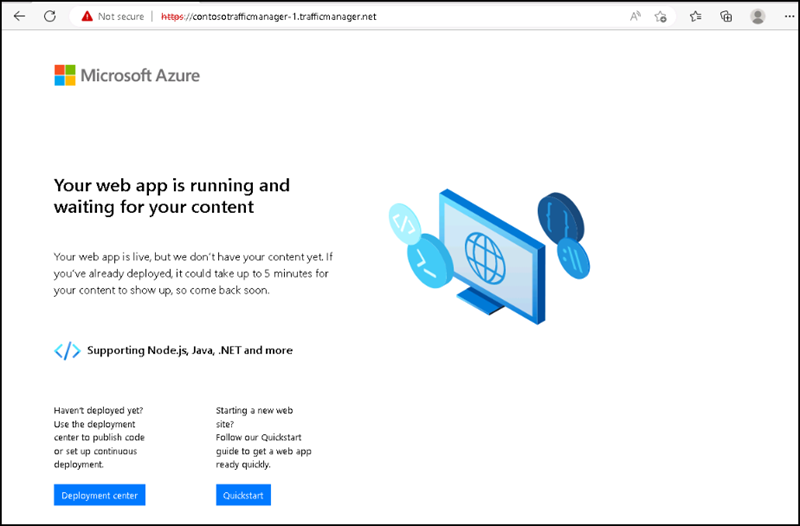 Not secure | https://contosotrafficmanager-1.trafficmanager.net
Microsoft Azure
Your web app is running and
waiting for your content
Your web app is live, but we don't have your content yet. If
you've already deployed, it could take up to 5 minutes for
your content to show up, so come back soon.
</> Supporting Node.js, Java, .NET and more
Haven't deployed yet?
Use the deployment
center to publish code
or set up continuous
deployment.
Deployment center
Starting a new web
site?
Follow our Quickstart
guide to get a web app
ready quickly.
Quickstart